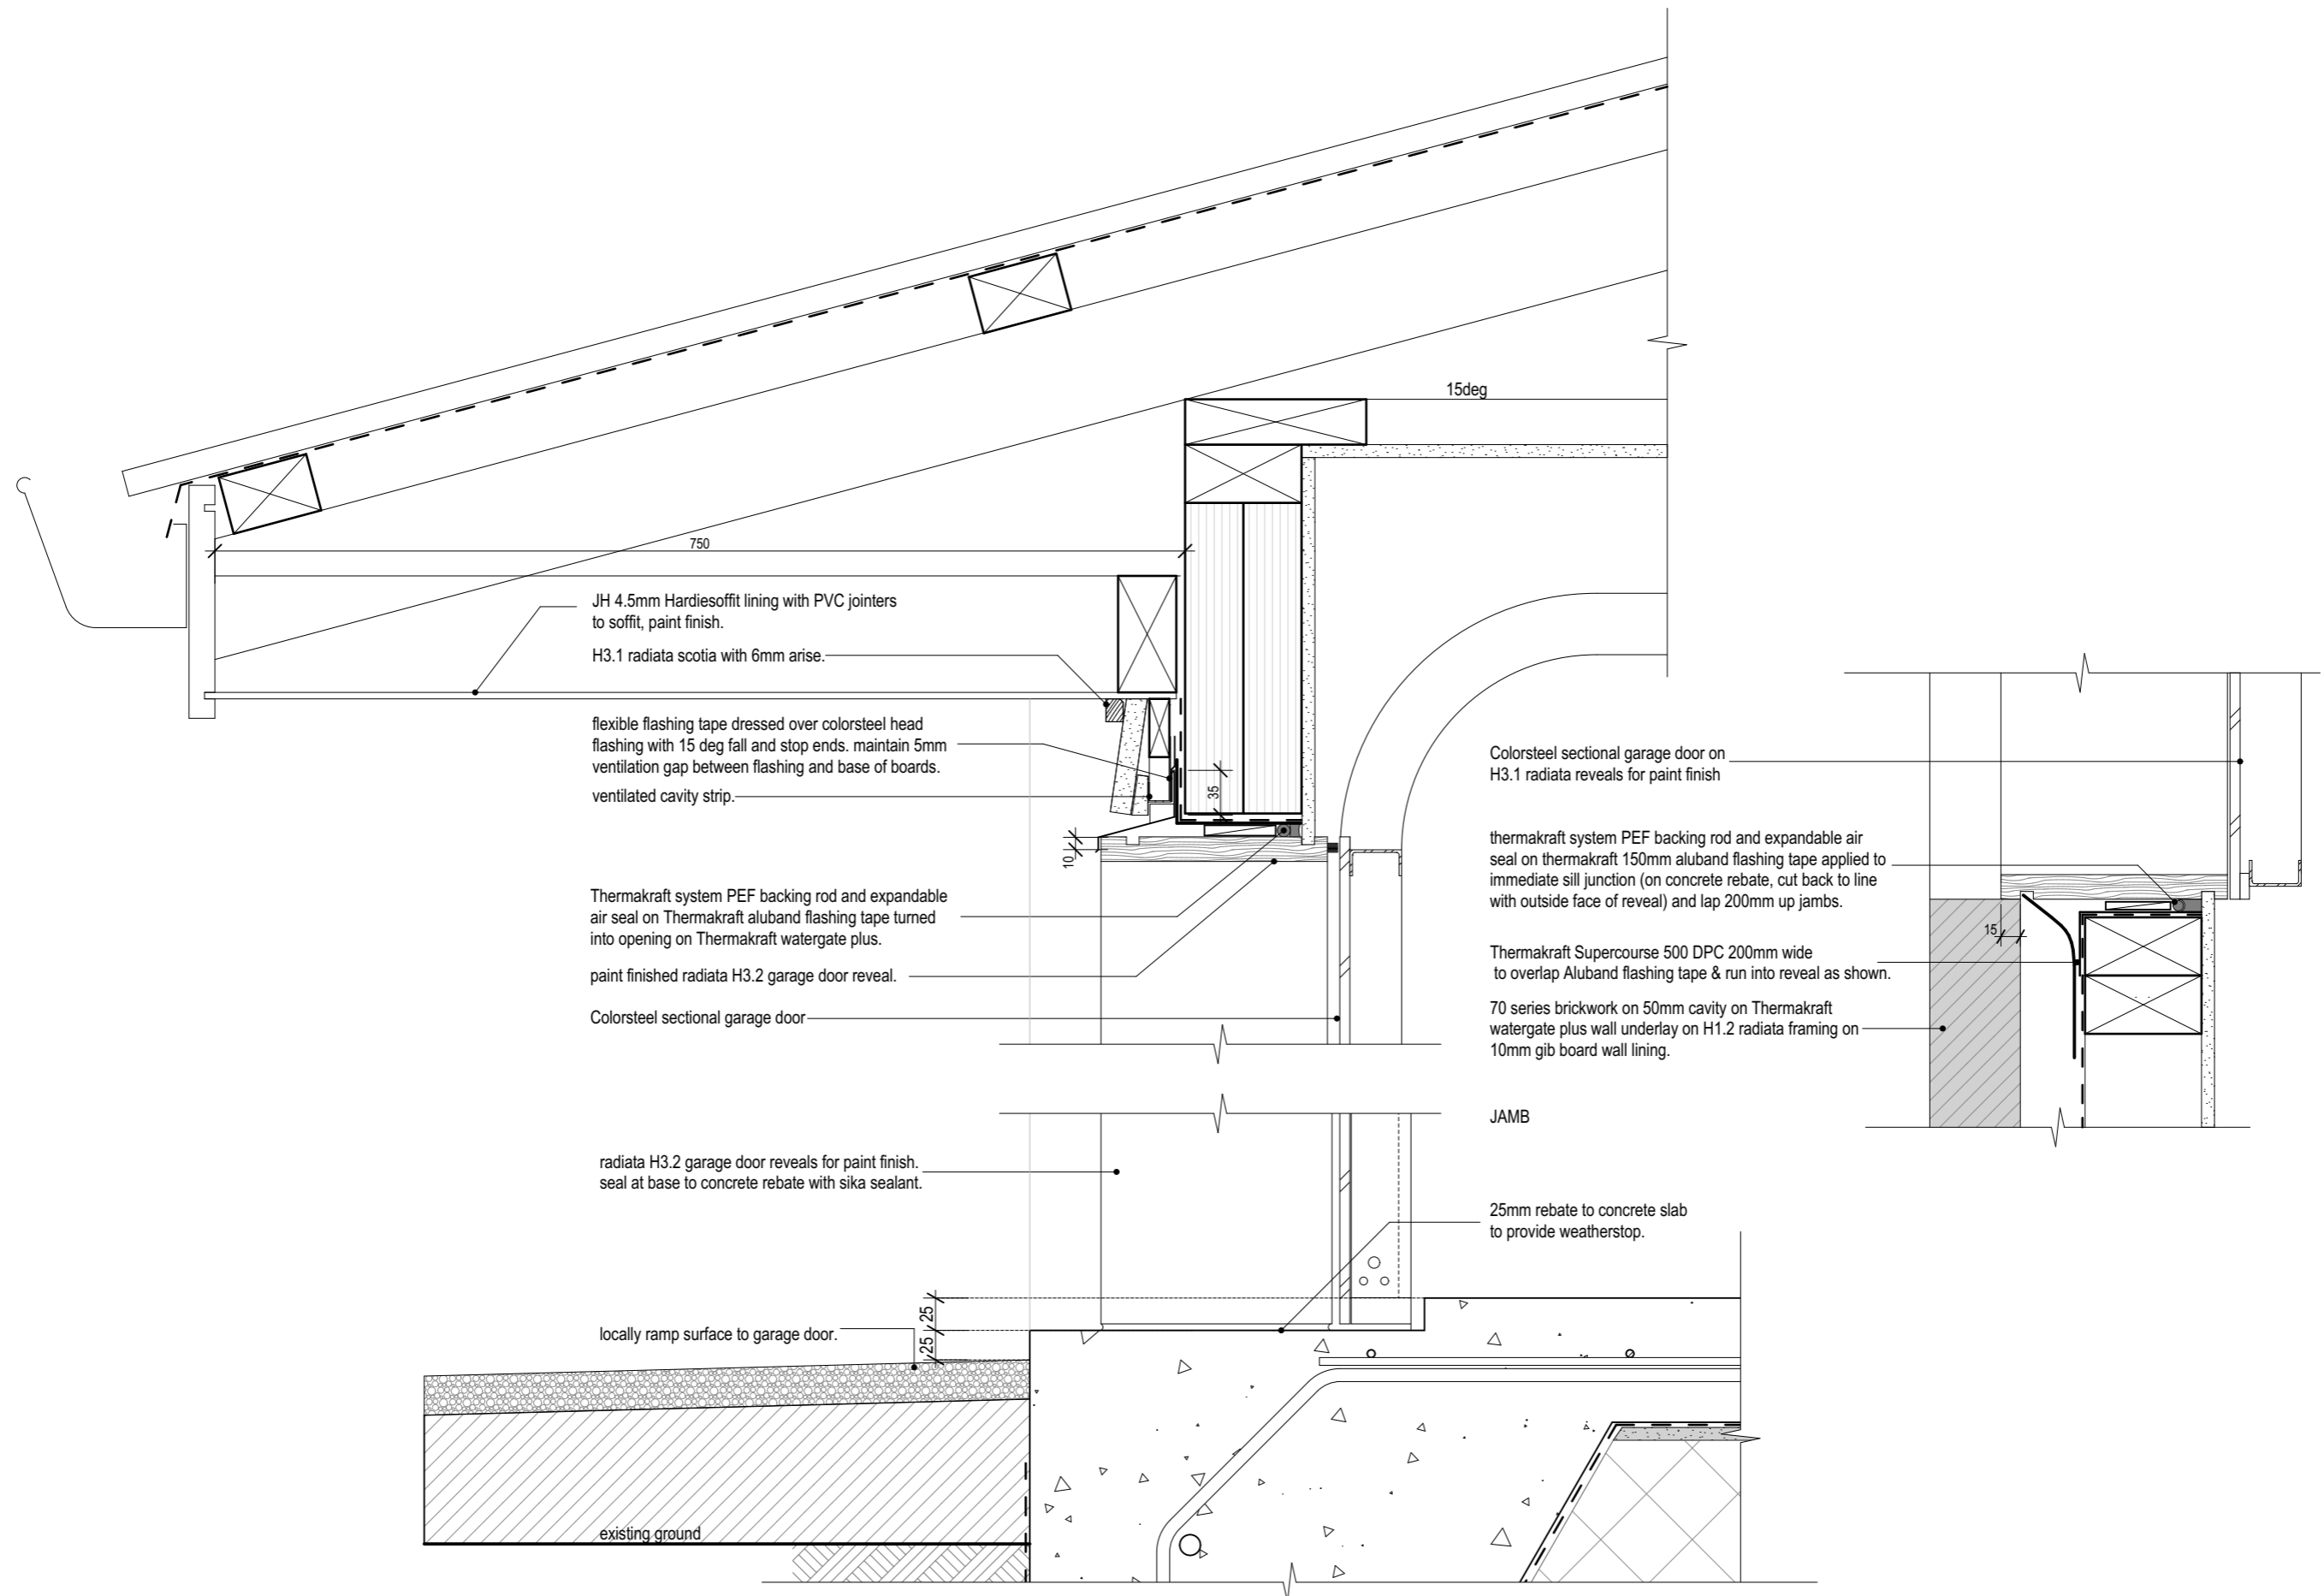 15deg
750
JH 4.5mm Hardiesoffit lining with PVC jointers
to soffit, paint finish.
H3.1 radiata scotia with 6mm arise.
flexible flashing tape dressed over colorsteel head
flashing with 15 deg fall and stop ends. maintain 5mm
ventilation gap between flashing and base of boards.
ventilated cavity strip.
35
10
Thermakraft system PEF backing rod and expandable
air seal on Thermakraft aluband flashing tape turned
into opening on Thermakraft watergate plus.
paint finished radiata H3.2 garage door reveal.
Colorsteel sectional garage door
Colorsteel sectional garage door on
H3.1 radiata reveals for paint finish
thermakraft system PEF backing rod and expandable air
seal on thermakraft 150mm aluband flashing tape applied to
immediate sill junction (on concrete rebate, cut back to line
with outside face of reveal) and lap 200mm up jambs.
15
Thermakraft Supercourse 500 DPC 200mm wide
to overlap Aluband flashing tape & run into reveal as shown.
70 series brickwork on 50mm cavity on Thermakraft
watergate plus wall underlay on H1.2 radiata framing on
10mm gib board wall lining.
JAMB
radiata H3.2 garage door reveals for paint finish.
seal at base to concrete rebate with sika sealant.
25mm rebate to concrete slab
to provide weatherstop.
25
25
locally ramp surface to garage door.
existing ground